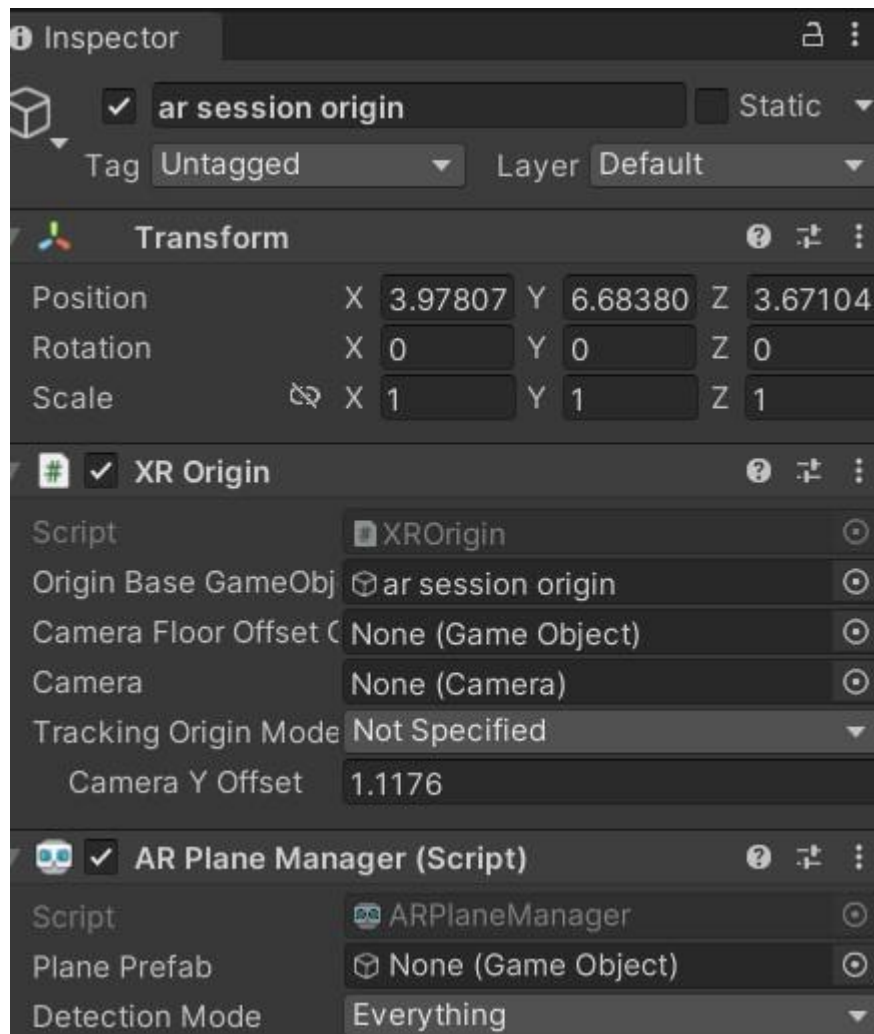 Inspector
ar session origin Static
Tag Untagged Layer Default
Transform
Position X 3.97807 Y 6.68380 Z 3.67104
Rotation X 0 Y 0 Z 0
Scale X 1 Y 1 Z 1
# XR Origin
Script # XROrigin
Origin Base GameObj ar session origin
Camera Floor Offset ( None (Game Object)
Camera None (Camera)
Tracking Origin Mode Not Specified
Camera Y Offset 1.1176
AR Plane Manager (Script)
Script ARPlaneManager
Plane Prefab None (Game Object)
Detection Mode Everything